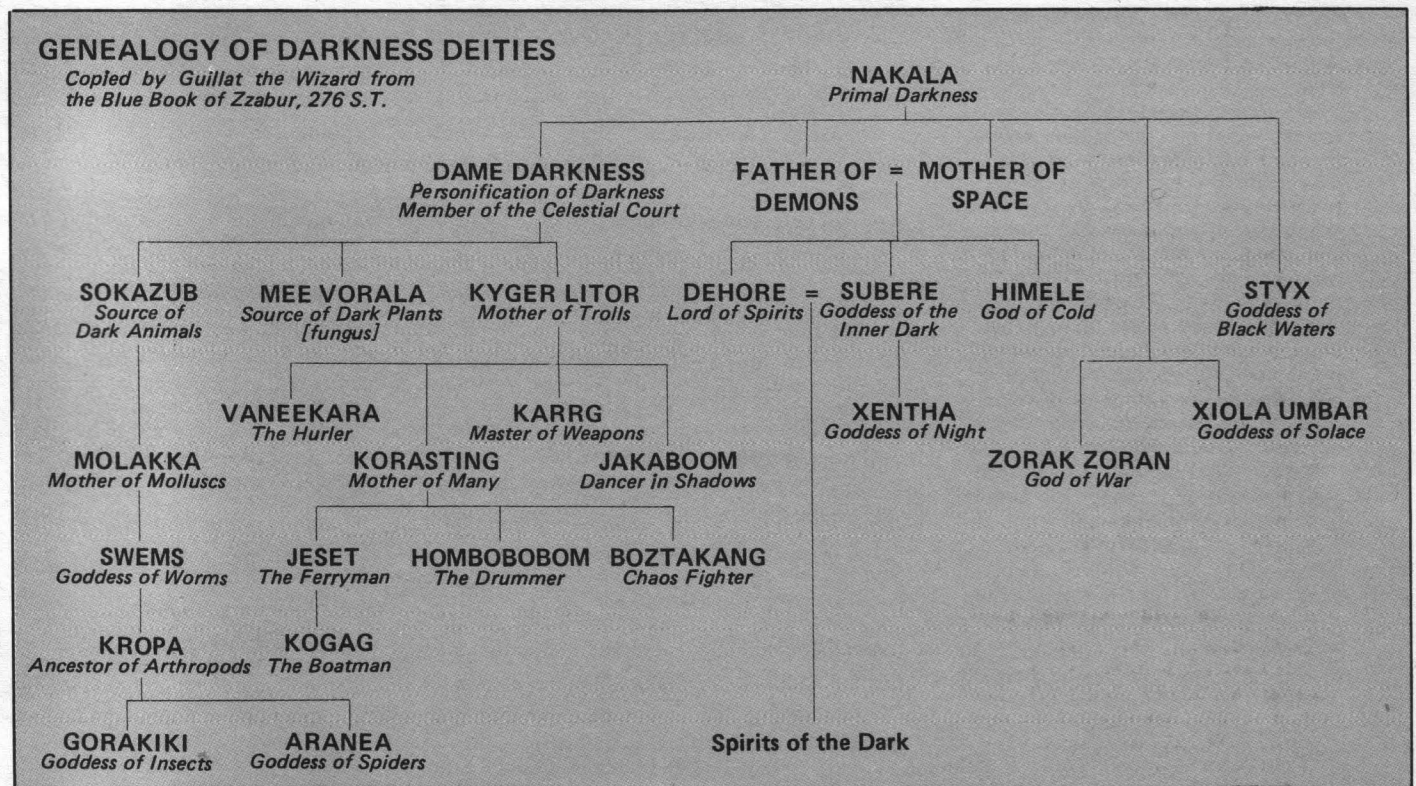 GENEALOGY OF DARKNESS DEITIES
Copied by Guillat the Wizard from
the Blue Book of Zzabur, 276 S.T.
NAKALA
Primal Darkness
DAME DARKNESS
Personification of Darkness
Member of the Celestial Court
FATHER OF = MOTHER OF
DEMONS SPACE
SOKAZUB
Source of
Dark Animals
MEE VORALA
Source of Dark Plants
[fungus]
KYGER LITOR
Mother of Trolls
DEHORE =
Lord of Spirits
SUBERE
Goddess of the
Inner Dark
HIMELE
God of Cold
STYX
Goddess of
Black Waters
VANEEKARA
The Hurler
KARRG
Master of Weapons
XENTHA
Goddess of Night
XIOLA UMBAR
Goddess of Solace
MOLAKKA
Mother of Molluscs
KORASTING
Mother of Many
JAKABOOM
Dancer in Shadows
ZORAK ZORAN
God of War
SWEMS
Goddess of Worms
JESET
The Ferryman
HOMBOBOBOM
The Drummer
BOZTAKANG
Chaos Fighter
KROPA
Ancestor of Arthropods
KOGAG
The Boatman
GORAKIKI
Goddess of Insects
ARANEA
Goddess of Spiders
Spirits of the Dark